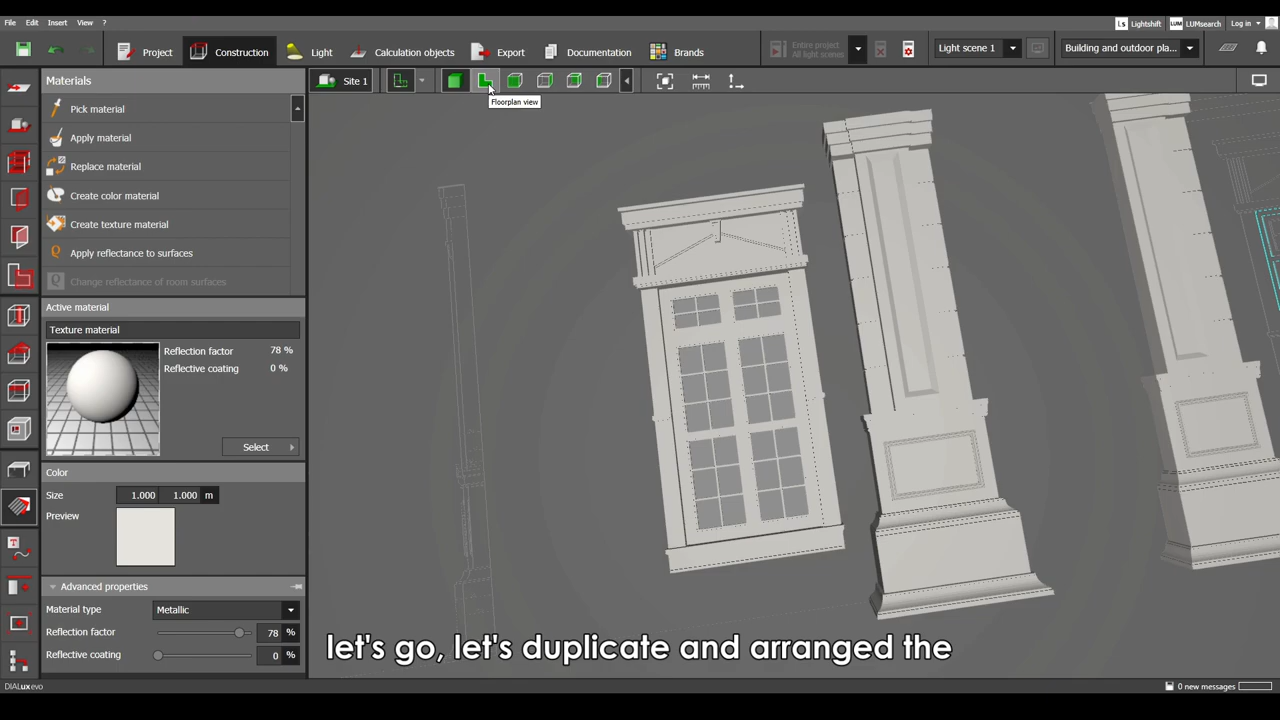 File Edit Insert View ?
Ls Lightshift LUM LUMsearch Log in
Project Construction Light Calculation objects Export Documentation Brands
Entire project
All light scenes
Light scene 1
Building and outdoor pla...
Materials
Site 1
Floorplan view
Pick material
Apply material
Replace material
Create color material
Create texture material
Apply reflectance to surfaces
Change reflectance of room surfaces
Active material
Texture material
Reflection factor 78 %
Reflective coating 0 %
Select
Color
Size 1.000 1.000 m
Preview
Advanced properties
Material type Metallic
Reflection factor 78 %
Reflective coating 0 %
let's go, let's duplicate and arranged the
DIALux evo
0 new messages